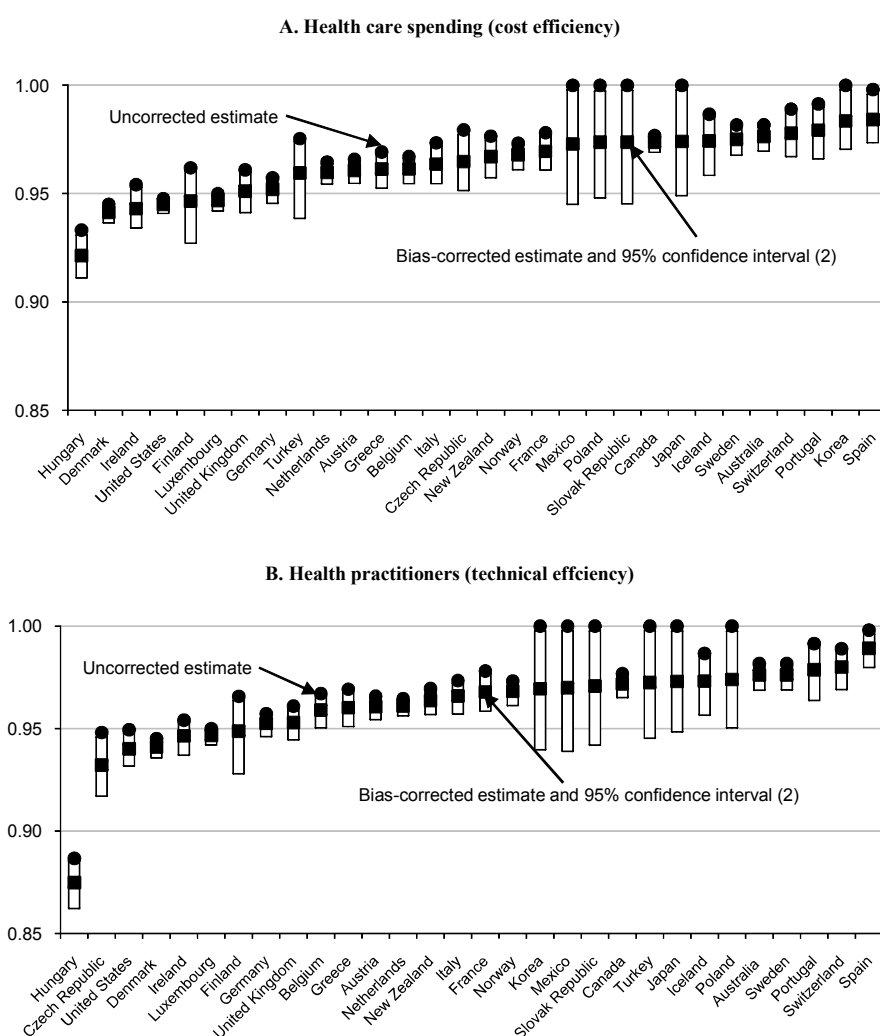 A. Health care spending (cost efficiency)
1.00
Uncorrected estimate
0.95
Bias-corrected estimate and 95% confidence interval (2)
0.90
0.85
Hungary
Denmark
Ireland
United States
Finland
Luxembourg
United Kingdom
Germany
Turkey
Netherlands
Austria
Greece
Belgium
Italy
Czech Republic
New Zealand
Norway
France
Mexico
Poland
Slovak Republic
Canada
Japan
Iceland
Sweden
Australia
Switzerland
Portugal
Korea
Spain
B. Health practitioners (technical effciency)
1.00
Uncorrected estimate
0.95
Bias-corrected estimate and 95% confidence interval (2)
0.90
0.85
Hungary
Czech Republic
United States
Denmark
Ireland
Luxembourg
Finland
Germany
United Kingdom
Belgium
Greece
Austria
Netherlands
New Zealand
Italy
France
Norway
Korea
Mexico
Slovak Republic
Canada
Turkey
Japan
Iceland
Poland
Australia
Sweden
Portugal
Switzerland
Spain